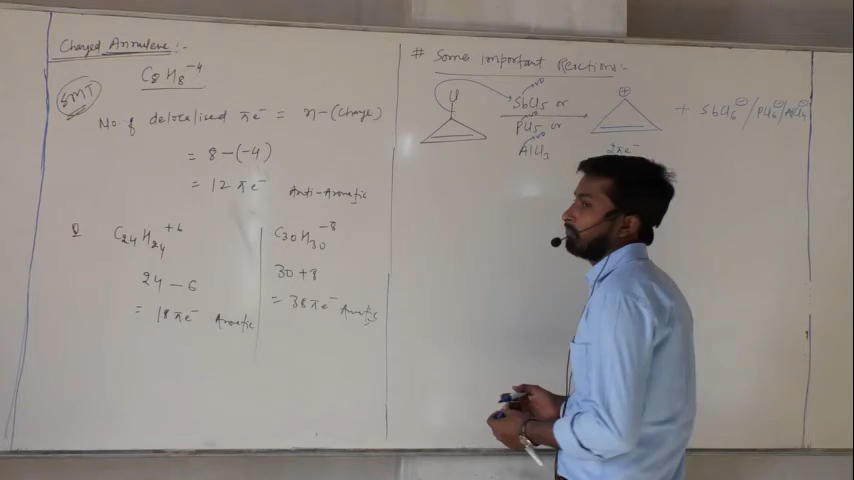 Charged Annulene :-
C8H8⁻⁴
SMT
No. of delocalised πe⁻ = n-(charge)
= 8-(-4)
= 12 πe⁻ Anti-Aromatic
Q C24H24⁺⁶
24 - 6
= 18 πe⁻ Aromatic
C30H30⁻⁸
30 + 8
= 38 πe⁻ Aromatic
# Some important Reactions:-
Cl
SbCl5 or
PCl5 or
AlCl3
⊕
2πe⁻
+ SbCl6⊖ / PCl6⊖ / AlCl4⊖